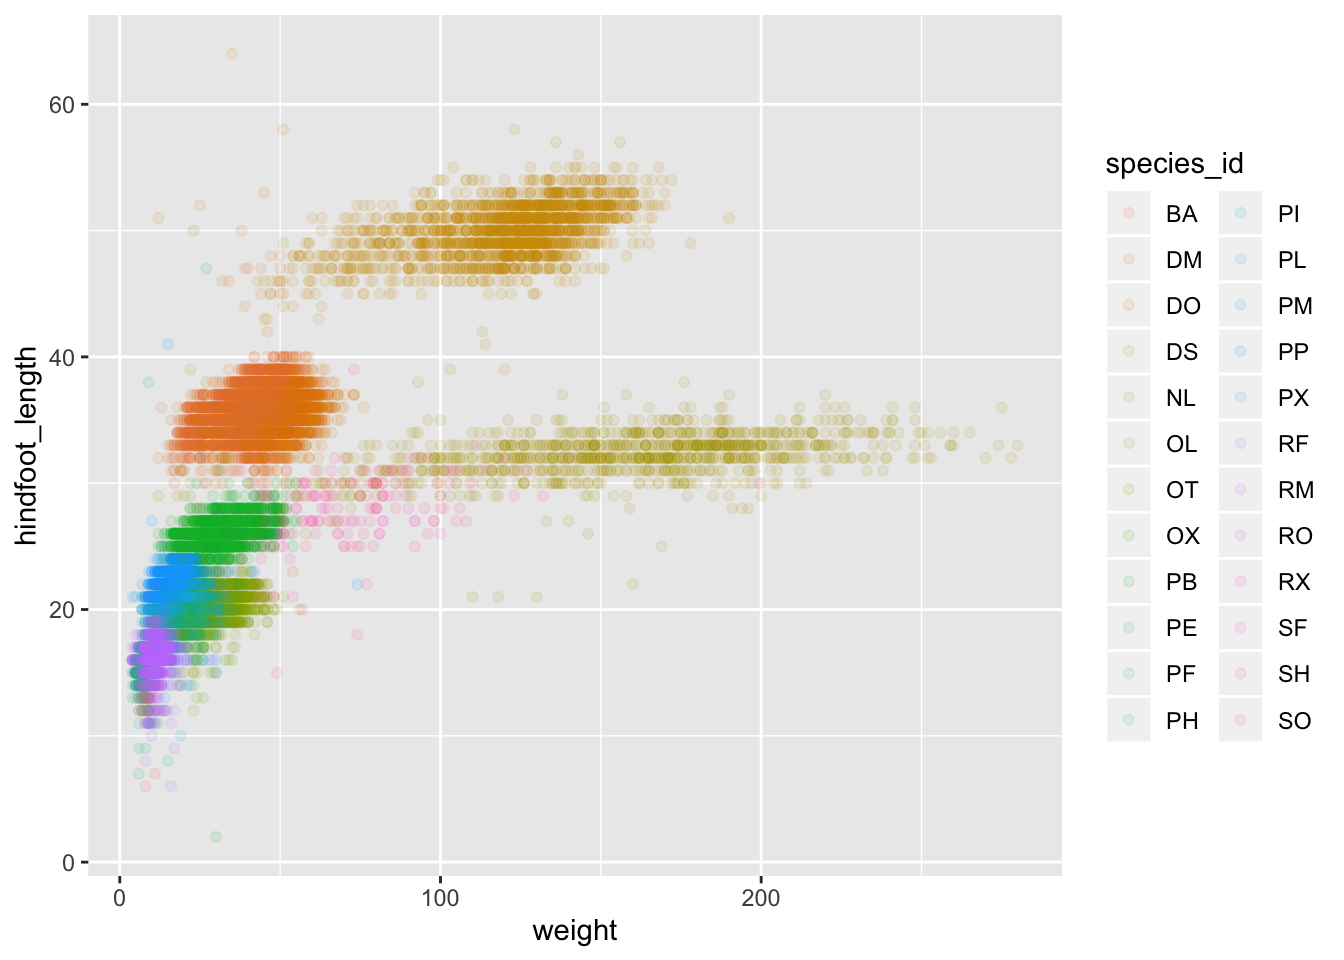 60
40
20
0
hindfoot_length
0 100 200
weight
species_id
BA PI
DM PL
DO PM
DS PP
NL PX
OL RF
OT RM
OX RO
PB RX
PE SF
PF SH
PH SO